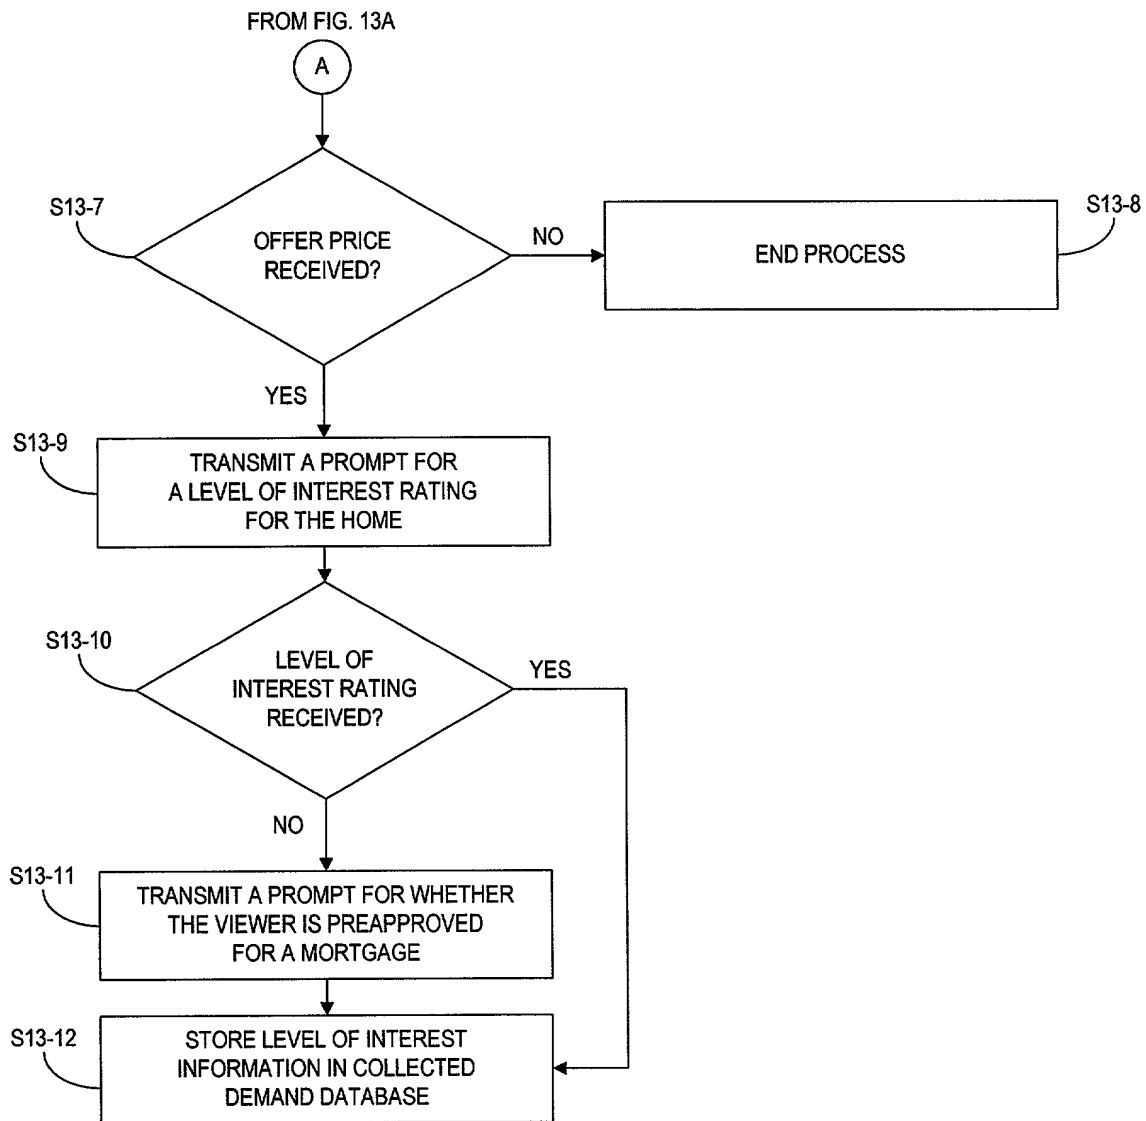 FROM FIG. 13A
A
S13-7
OFFER PRICE
RECEIVED?
NO
END PROCESS
S13-8
YES
S13-9
TRANSMIT A PROMPT FOR
A LEVEL OF INTEREST RATING
FOR THE HOME
S13-10
LEVEL OF
INTEREST RATING
RECEIVED?
YES
NO
S13-11
TRANSMIT A PROMPT FOR WHETHER
THE VIEWER IS PREAPPROVED
FOR A MORTGAGE
S13-12
STORE LEVEL OF INTEREST
INFORMATION IN COLLECTED
DEMAND DATABASE